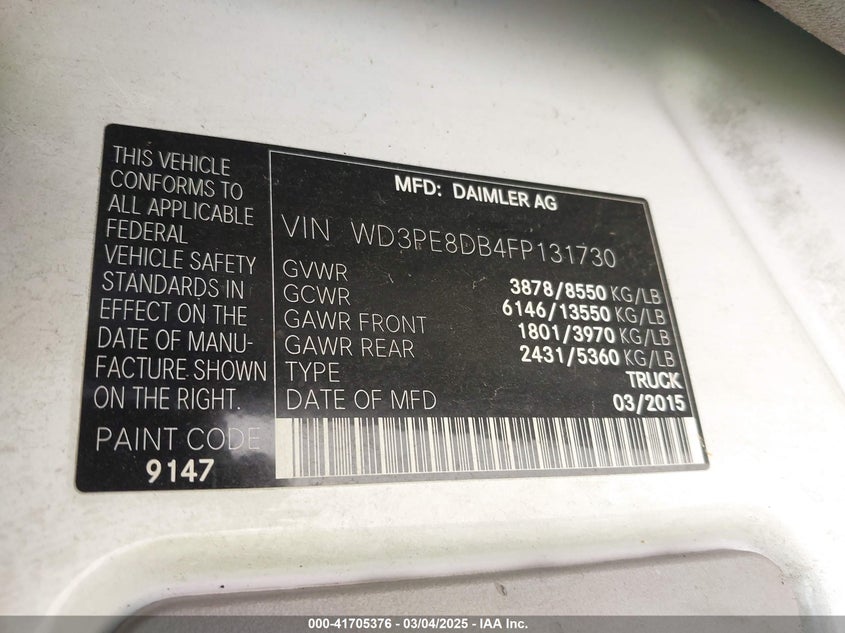 THIS VEHICLE
CONFORMS TO
ALL APPLICABLE
FEDERAL
VEHICLE SAFETY
STANDARDS IN
EFFECT ON THE
DATE OF MANU-
FACTURE SHOWN
ON THE RIGHT.
PAINT CODE
9147
MFD: DAIMLER AG
VIN WD3PE8DB4FP131730
GVWR 3878/8550 KG/LB
GCWR 6146/13550 KG/LB
GAWR FRONT 1801/3970 KG/LB
GAWR REAR 2431/5360 KG/LB
TYPE TRUCK
DATE OF MFD 03/2015
000-41705376 - 03/04/2025 - IAA Inc.